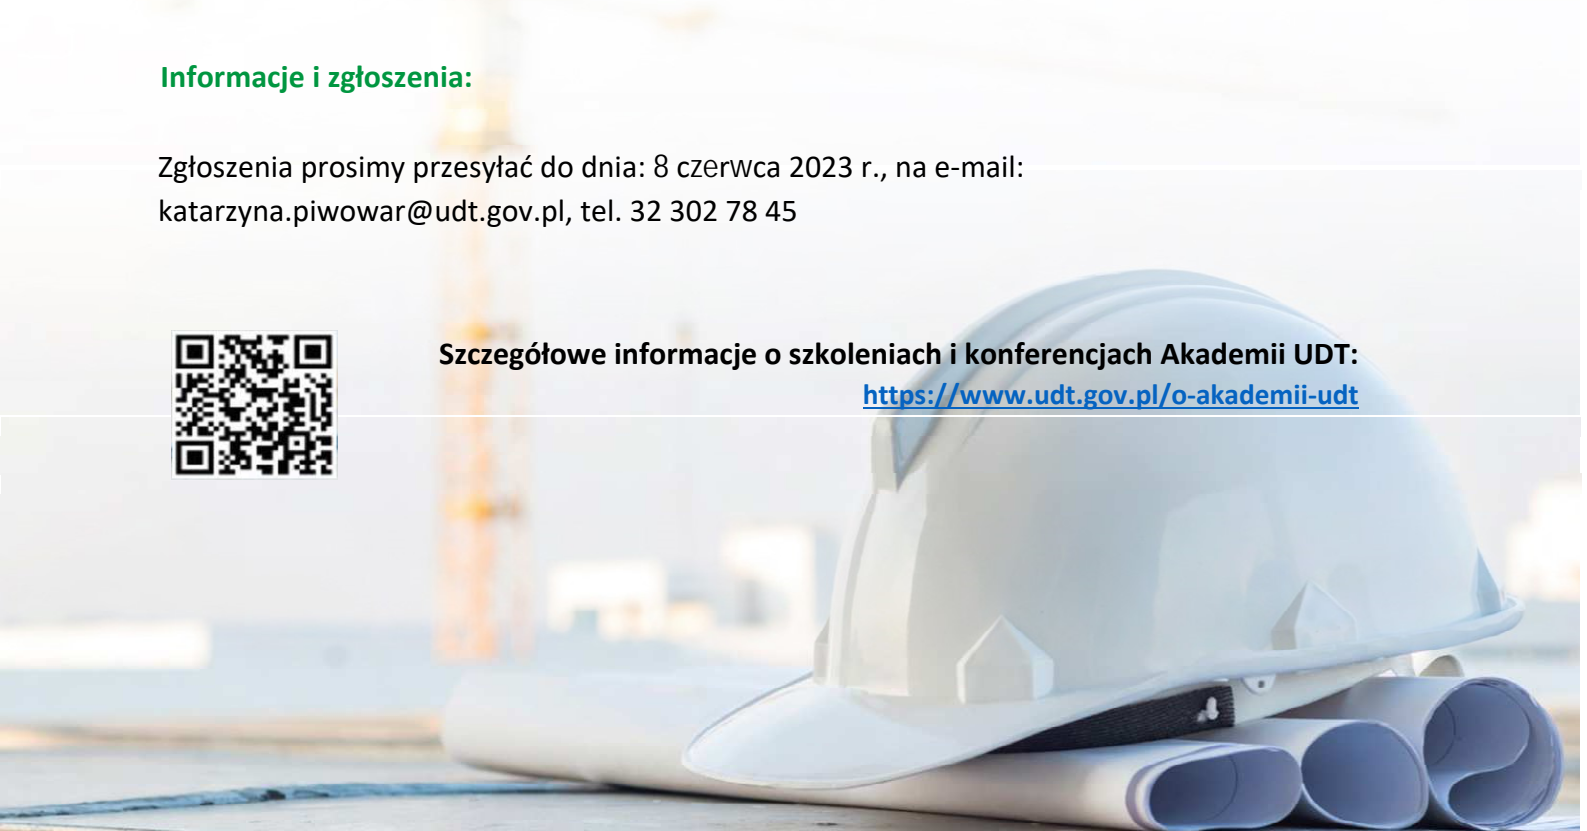 Informacje i zgłoszenia:
Zgłoszenia prosimy przesyłać do dnia: 8 czerwca 2023 r., na e-mail:
katarzyna.piwowar@udt.gov.pl, tel. 32 302 78 45
Szczegółowe informacje o szkoleniach i konferencjach Akademii UDT:
https://www.udt.gov.pl/o-akademii-udt